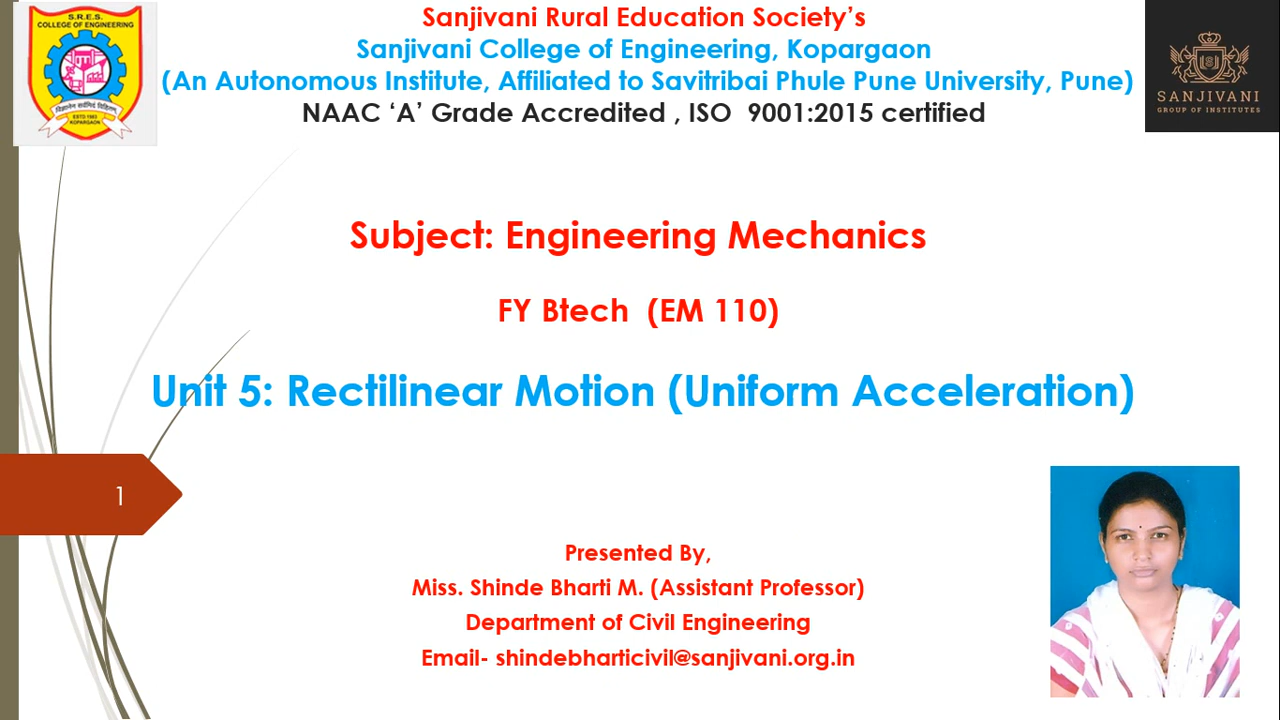 S.R.E.S.
COLLEGE OF ENGINEERING
ESTD 1983
KOPARGAON
Sanjivani Rural Education Society’s
Sanjivani College of Engineering, Kopargaon
(An Autonomous Institute, Affiliated to Savitribai Phule Pune University, Pune)
NAAC ‘A’ Grade Accredited , ISO 9001:2015 certified
SANJIVANI
GROUP OF INSTITUTES
Subject: Engineering Mechanics
FY Btech (EM 110)
Unit 5: Rectilinear Motion (Uniform Acceleration)
1
Presented By,
Miss. Shinde Bharti M. (Assistant Professor)
Department of Civil Engineering
Email- shindebharticivil@sanjivani.org.in